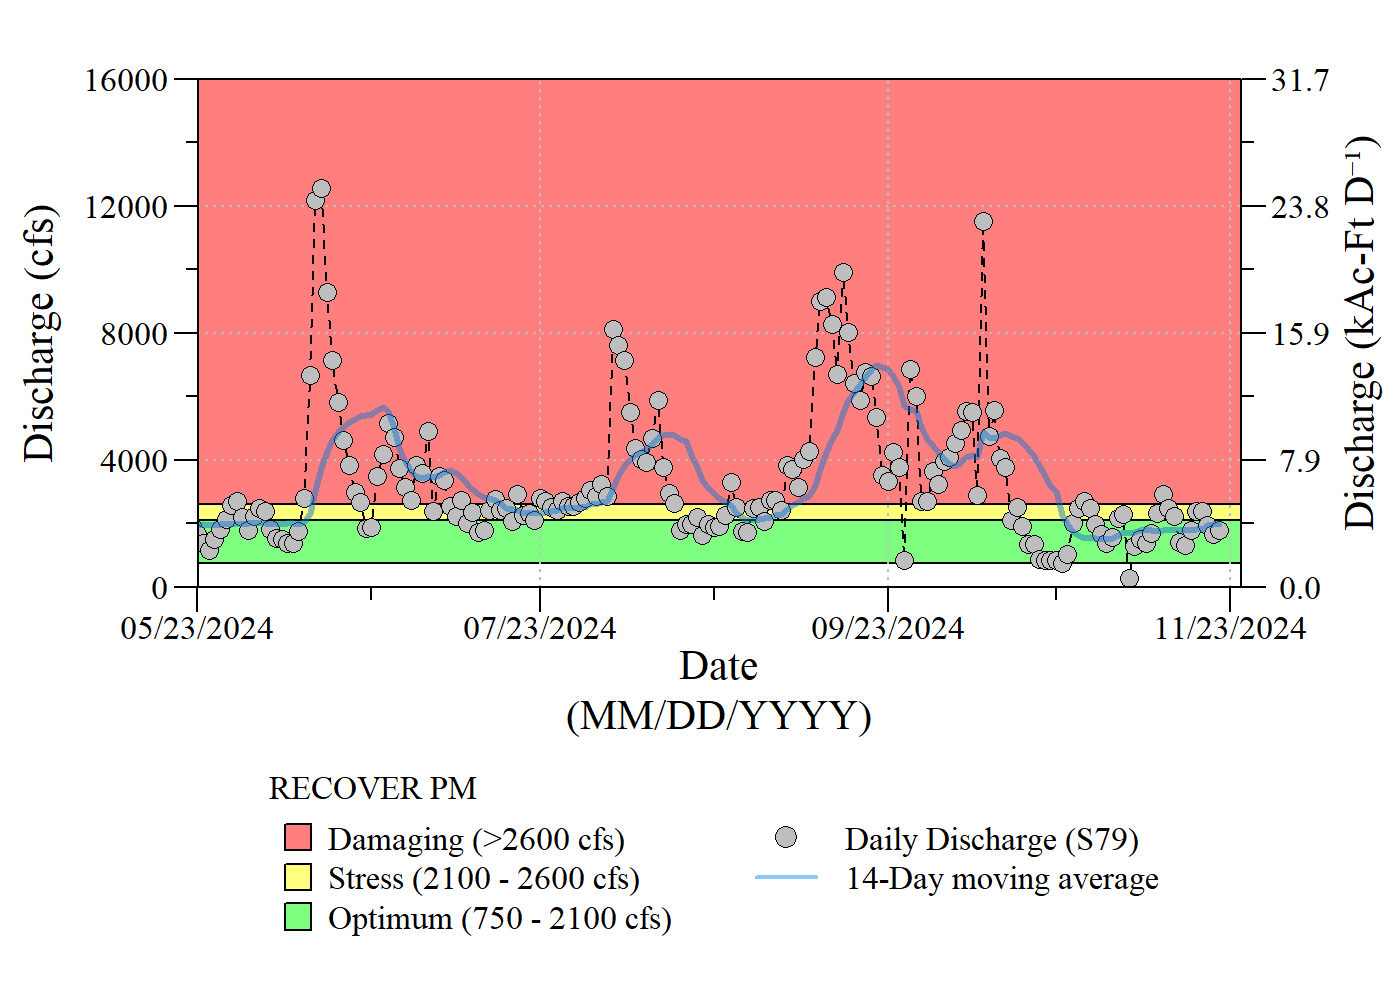 16000
12000
8000
4000
0
Discharge (cfs)
31.7
23.8
15.9
7.9
0.0
Discharge (kAc-Ft D⁻¹)
05/23/2024
07/23/2024
09/23/2024
11/23/2024
Date
(MM/DD/YYYY)
RECOVER PM
Damaging (>2600 cfs)
Stress (2100 - 2600 cfs)
Optimum (750 - 2100 cfs)
Daily Discharge (S79)
14-Day moving average